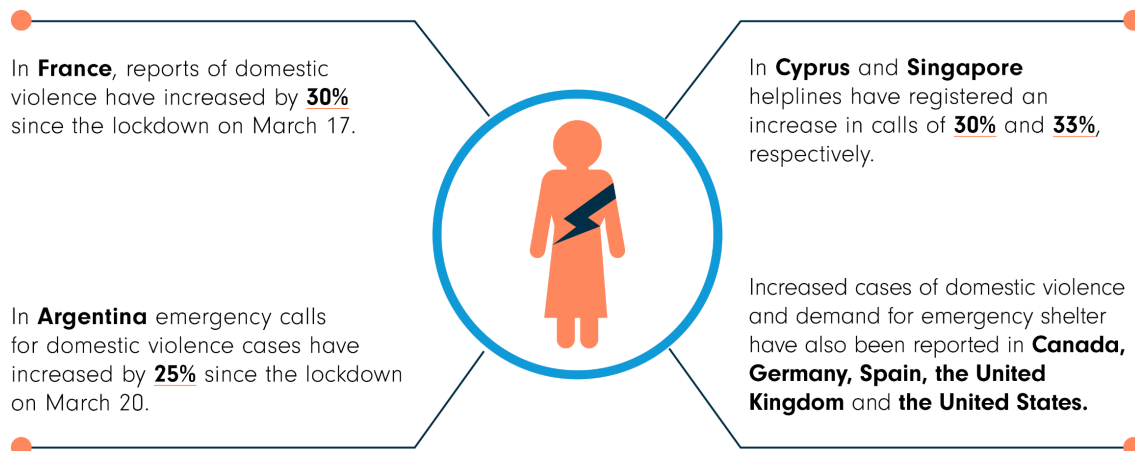 In France, reports of domestic
violence have increased by 30%
since the lockdown on March 17.
In Cyprus and Singapore
helplines have registered an
increase in calls of 30% and 33%,
respectively.
In Argentina emergency calls
for domestic violence cases have
increased by 25% since the lockdown
on March 20.
Increased cases of domestic violence
and demand for emergency shelter
have also been reported in Canada,
Germany, Spain, the United
Kingdom and the United States.